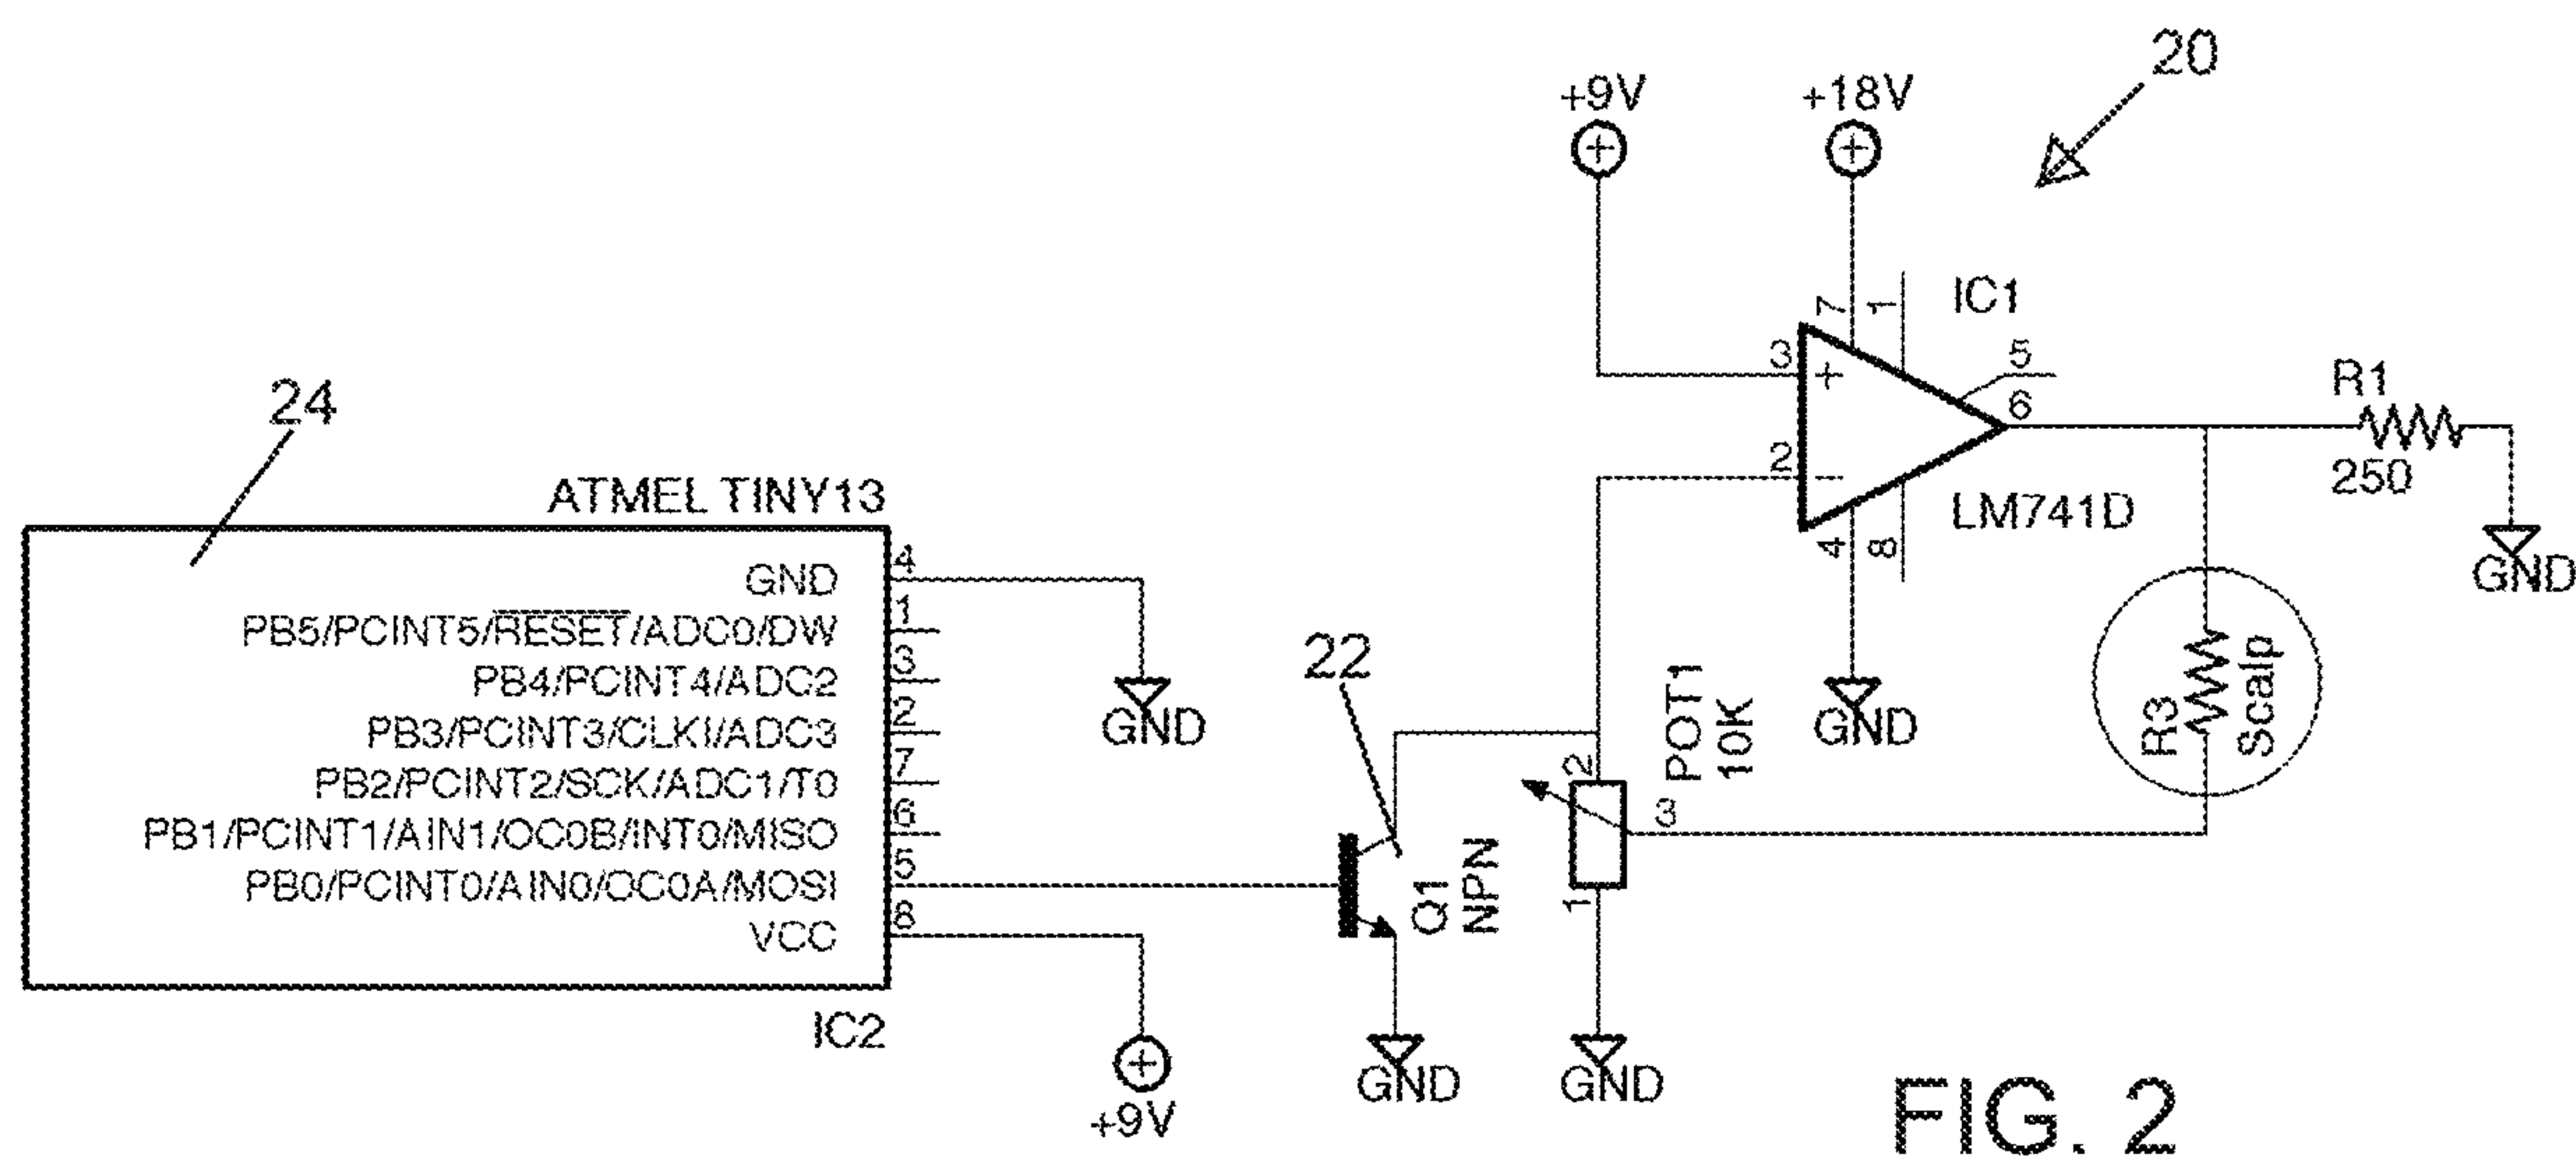 20
+9V
+18V
7
1
IC1
3
+
5
6
R1
250
2
LM741D
4
8
GND
24
ATMEL TINY13
GND
4
PB5/PCINT5/RESET/ADC0/DW
1
PB4/PCINT4/ADC2
3
PB3/PCINT3/CLKI/ADC3
2
PB2/PCINT2/SCK/ADC1/T0
7
PB1/PCINT1/AIN1/OC0B/INT0/MISO
6
PB0/PCINT0/AIN0/OC0A/MOSI
5
VCC
8
IC2
GND
+9V
22
Q1
NPN
GND
2
POT1
10K
3
1
GND
GND
R3
Scalp
FIG. 2